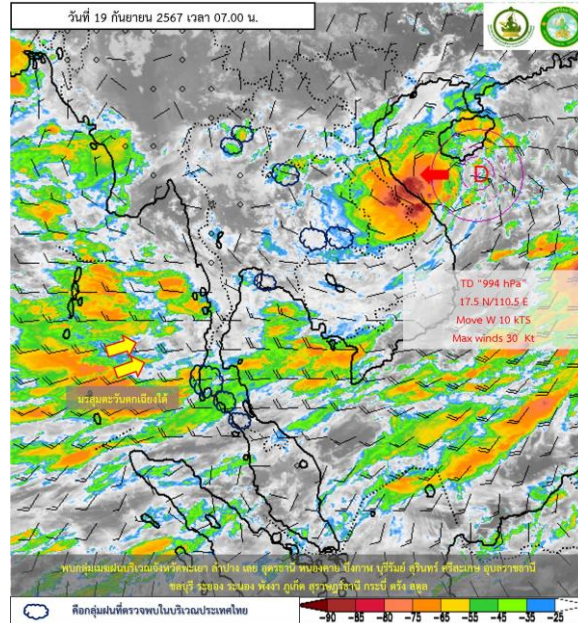 วันที่ 19 กันยายน 2567 เวลา 07.00 น.
D
TD "994 hPa"
17.5 N/110.5 E
Move W 10 kTS
Max winds 30 Kt
มรสุมตะวันตกเฉียงใต้
พบกลุ่มเมฆฝนบริเวณจังหวัดพะเยา ลำปาง เลย อุดรธานี หนองคาย บึงกาฬ บุรีรัมย์ สุรินทร์ ศรีสะเกษ อุบลราชธานี
ชลบุรี ระยอง ระนอง พังงา ภูเก็ต สุราษฎร์ธานี กระบี่ ตรัง สตูล
คือกลุ่มฝนที่ตรวจพบในบริเวณประเทศไทย
-90 -85 -80 -75 -65 -55 -45 -35 -25